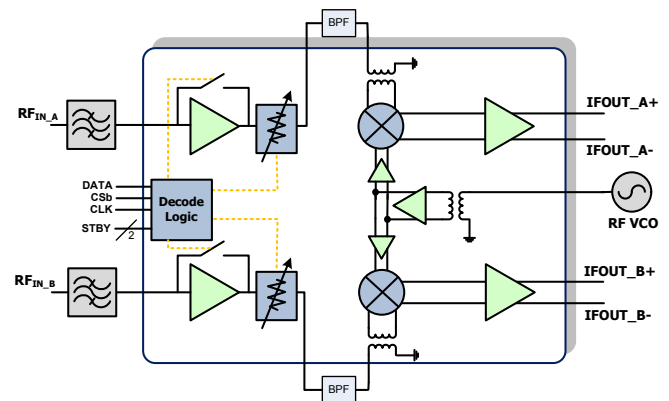 BPF
IFOUT_A+
RFIN_A
IFOUT_A-
DATA
CSb
CLK
STBY
2
Decode
Logic
RF VCO
RFIN_B
IFOUT_B+
IFOUT_B-
BPF